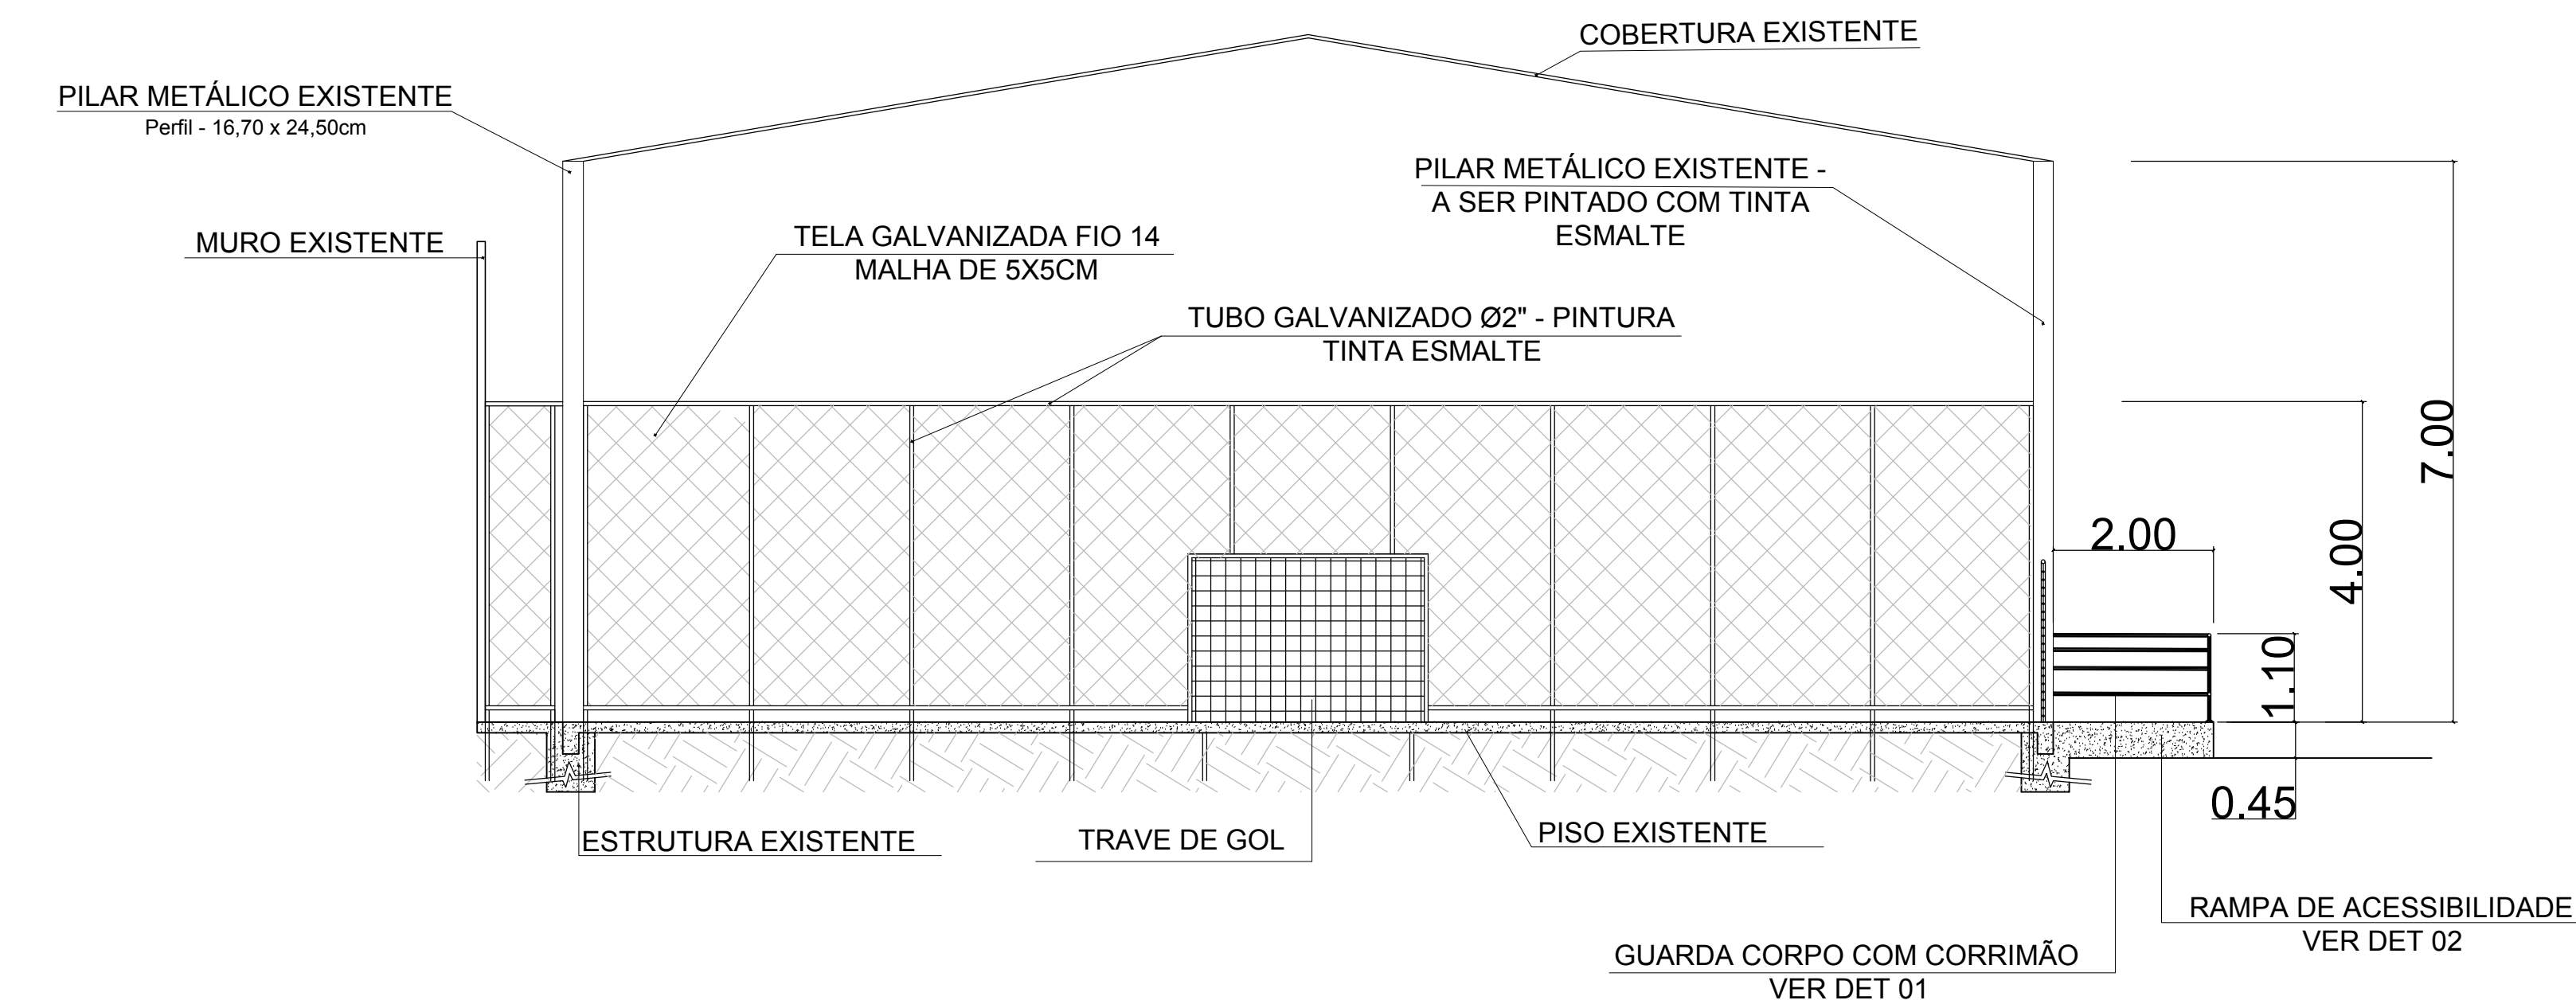 COBERTURA EXISTENTE
PILAR METÁLICO EXISTENTE
Perfil - 16,70 x 24,50cm
PILAR METÁLICO EXISTENTE -
A SER PINTADO COM TINTA
ESMALTE
MURO EXISTENTE
TELA GALVANIZADA FIO 14
MALHA DE 5X5CM
TUBO GALVANIZADO Ø2" - PINTURA
TINTA ESMALTE
7.00
4.00
2.00
1.10
0.45
ESTRUTURA EXISTENTE
TRAVE DE GOL
PISO EXISTENTE
RAMPA DE ACESSIBILIDADE
VER DET 02
GUARDA CORPO COM CORRIMÃO
VER DET 01